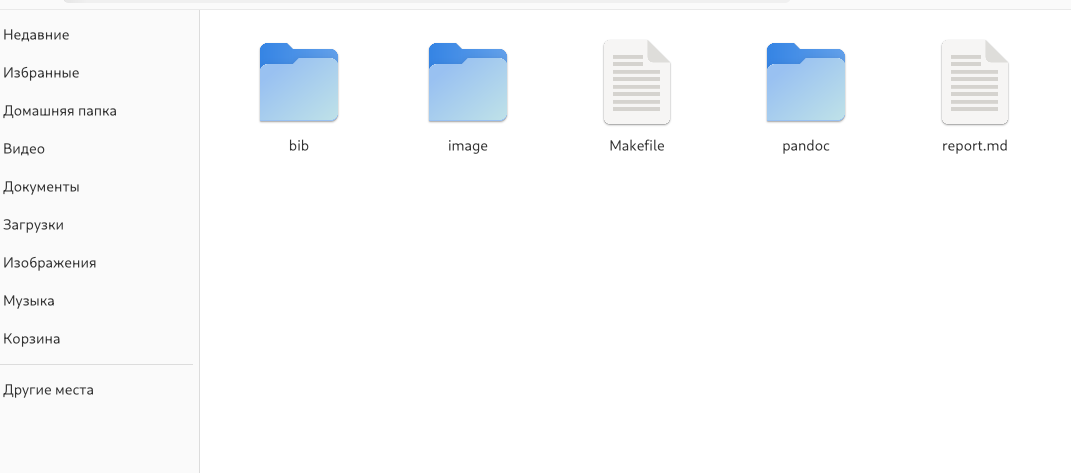 Недавние
Избранные
Домашняя папка
Видео
Документы
Загрузки
Изображения
Музыка
Корзина
Другие места
bib
image
Makefile
pandoc
report.md